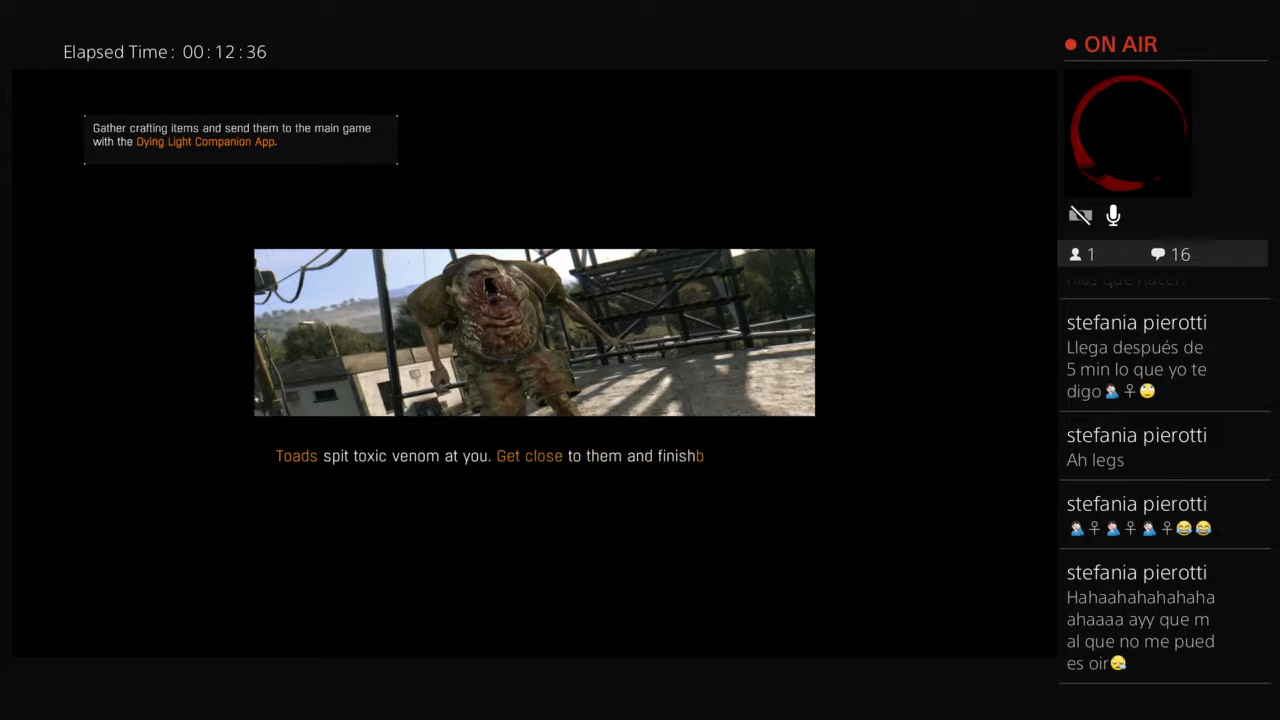 Elapsed Time: 00:12:36
ON AIR
Gather crafting items and send them to the main game
with the Dying Light Companion App.
1
16
stefania pierotti
Llega después de
5 min lo que yo te
digo🤦♀🙄
stefania pierotti
Ah legs
stefania pierotti
🤦♀🤦♀🤦♀😂😂
stefania pierotti
Hahaahahahahaha
ahaaaa ayy que m
al que no me pued
es oir😪
Toads spit toxic venom at you. Get close to them and finishb